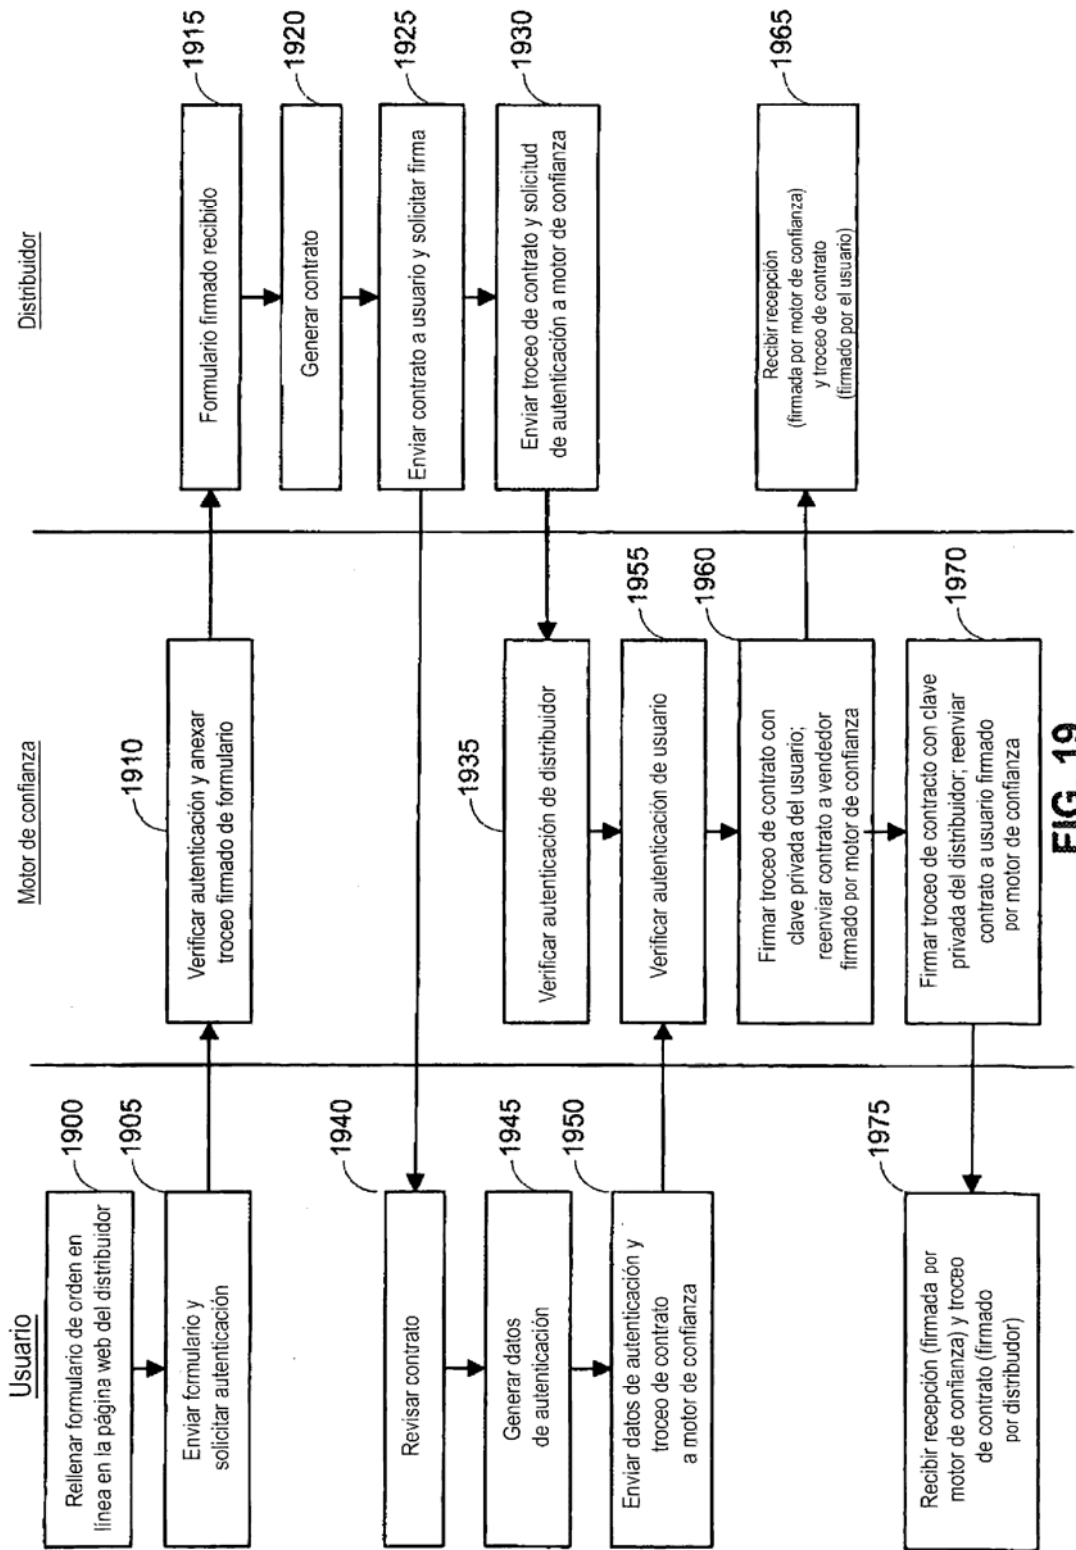 Usuario
Motor de confianza
Distribuidor
Rellenar formulario de orden en
línea en la página web del distribuidor
1900
Enviar formulario y
solicitar autenticación
1905
Verificar autenticación y anexar
troceo firmado de formulario
1910
Formulario firmado recibido
1915
Generar contrato
1920
Enviar contrato a usuario y solicitar firma
1925
Enviar troceo de contrato y solicitud
de autenticación a motor de confianza
1930
Verificar autenticación de distribuidor
1935
Revisar contrato
1940
Generar datos
de autenticación
1945
Enviar datos de autenticación y
troceo de contrato
a motor de confianza
1950
Verificar autenticación de usuario
1955
Firmar troceo de contrato con
clave privada del usuario;
reenviar contrato a vendedor
firmado por motor de confianza
1960
Recibir recepción
(firmada por motor de confianza)
y troceo de contrato
(firmado por el usuario)
1965
Firmar troceo de contracto con clave
privada del distribuidor; reenviar
contrato a usuario firmado
por motor de confianza
1970
Recibir recepción (firmada por
motor de confianza) y troceo
de contrato (firmado
por distribudor)
1975
FIG. 19